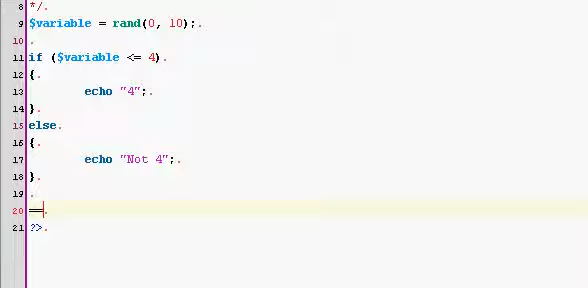 8 */
9 $variable = rand(0, 10);
10
11 if ($variable <= 4)
12 {
13 echo "4";
14 }
15 else
16 {
17 echo "Not 4";
18 }
19
20 ==
21 ?>